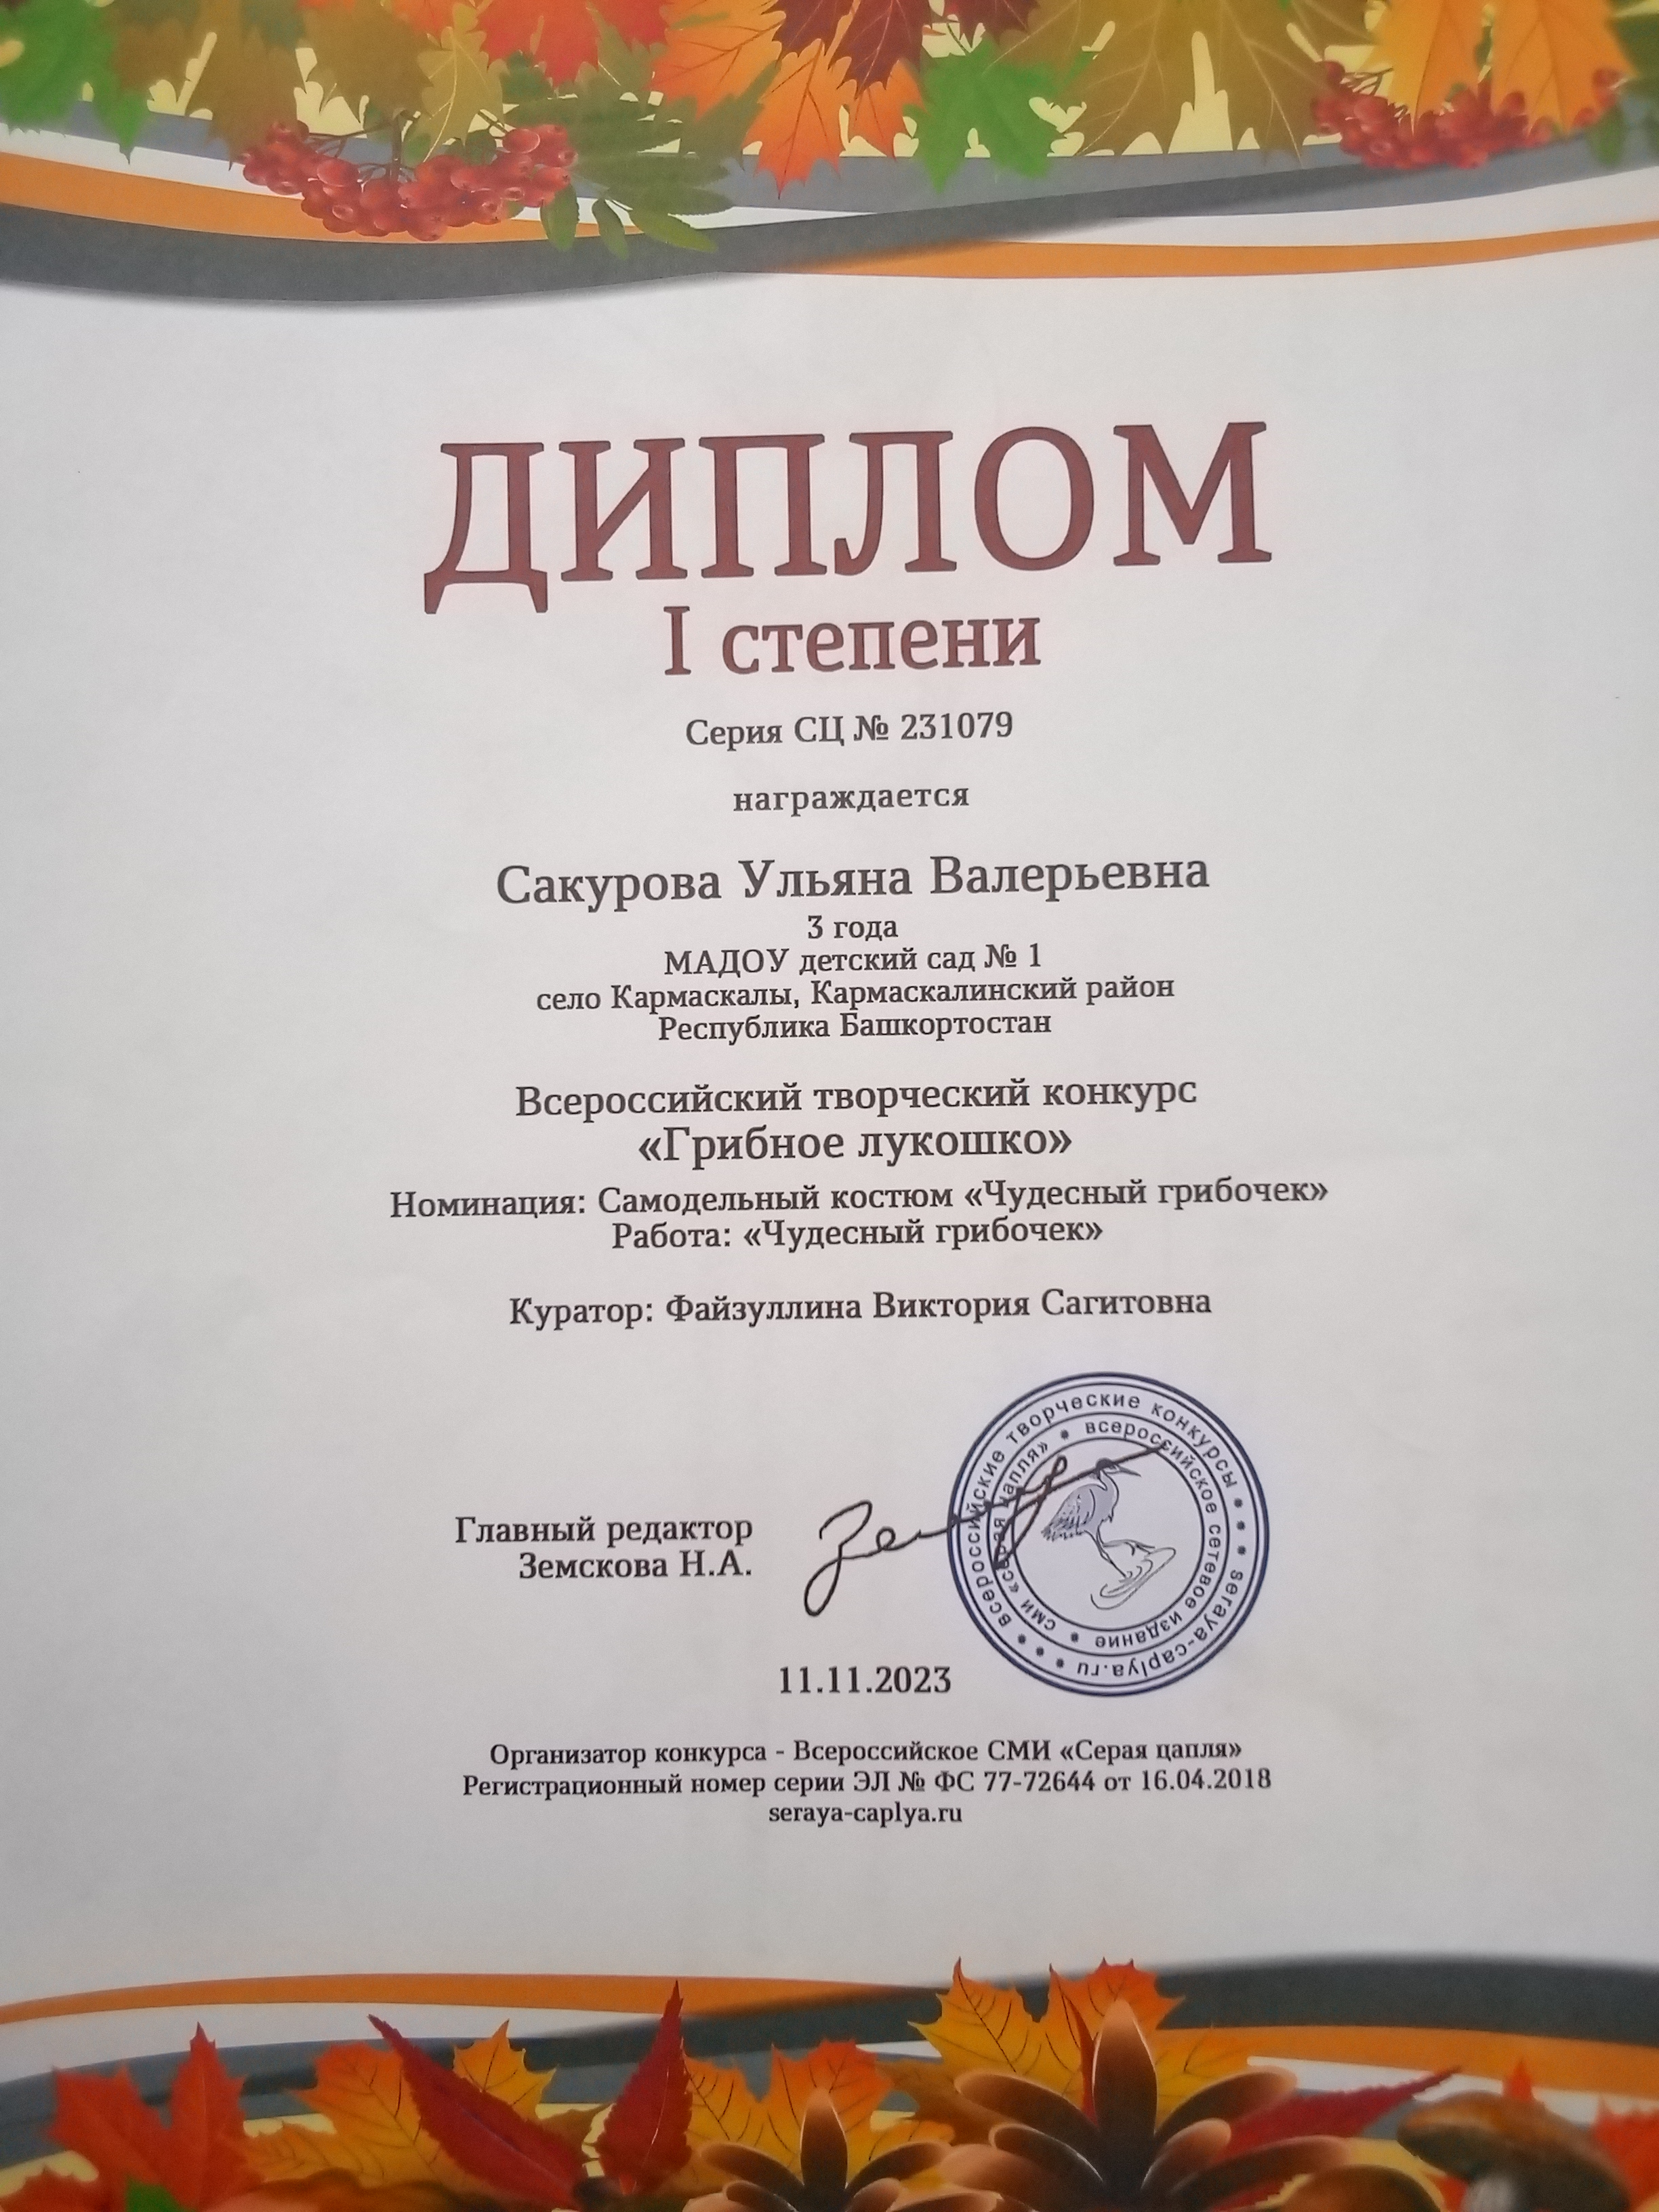 ДИПЛОМ
I степени
Серия СЦ № 231079
награждается
Сакурова Ульяна Валерьевна
3 года
МАДОУ детский сад № 1
село Кармаскалы, Кармаскалинский район
Республика Башкортостан
Всероссийский творческий конкурс
«Грибное лукошко»
Номинация: Самодельный костюм «Чудесный грибочек»
Работа: «Чудесный грибочек»
Куратор: Файзуллина Виктория Сагитовна
Главный редактор
Земскова Н.А.
всероссийские творческие конкурсы • • • seraya-caplya.ru • • •
сми «серая цапля» • всероссийское сетевое издание •
11.11.2023
Организатор конкурса - Всероссийское СМИ «Серая цапля»
Регистрационный номер серии ЭЛ № ФС 77-72644 от 16.04.2018
seraya-caplya.ru